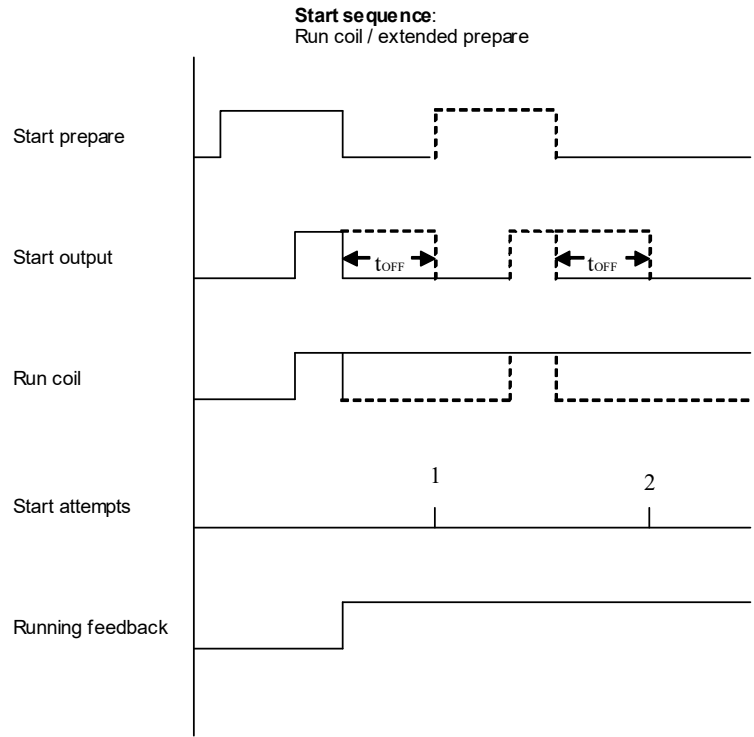 Start sequence:
Run coil / extended prepare
Start prepare
Start output
tOFF
tOFF
Run coil
1
2
Start attempts
Running feedback